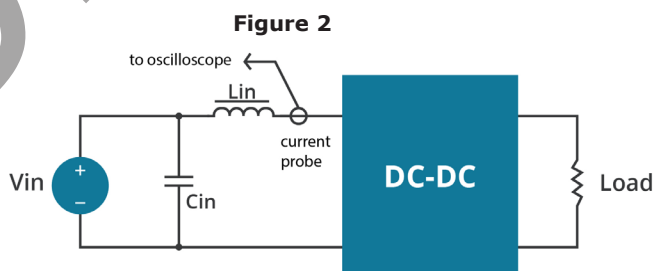 Figure 2
to oscilloscope
Lin
current
probe
Vin
+
–
Cin
DC-DC
Load